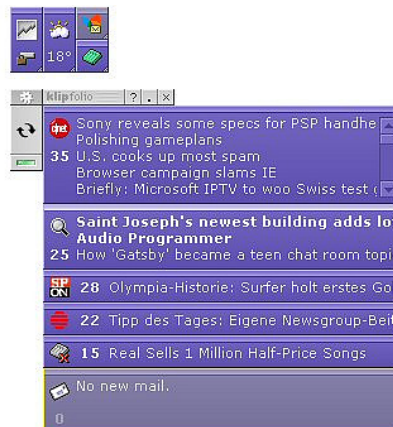 18°
klipfolio ? . x
cnet
Sony reveals some specs for PSP handhe
Polishing gameplans
35 U.S. cooks up most spam
Browser campaign slams IE
Briefly: Microsoft IPTV to woo Swiss test
Saint Joseph's newest building adds lo
Audio Programmer
25 How 'Gatsby' became a teen chat room topi
SP
ON
28 Olympia-Historie: Surfer holt erstes Go
22 Tipp des Tages: Eigene Newsgroup-Beit
15 Real Sells 1 Million Half-Price Songs
No new mail.
0